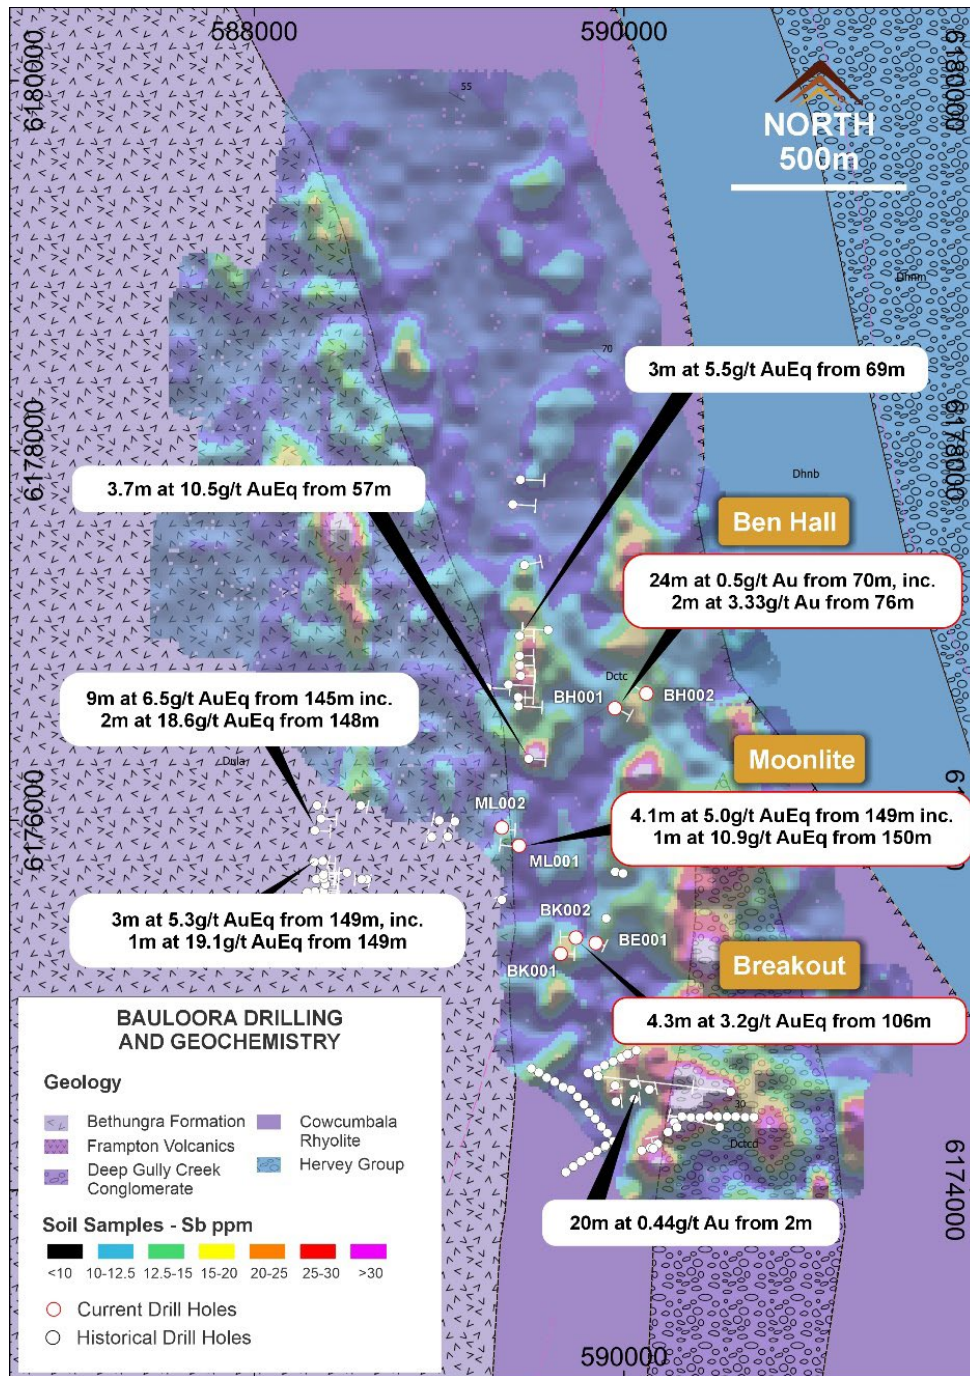 588000
590000
6180000
6180000
55
NORTH
500m
Dhmn
70
3m at 5.5g/t AuEq from 69m
6178000
6178000
3.7m at 10.5g/t AuEq from 57m
Dhnb
Ben Hall
24m at 0.5g/t Au from 70m, inc.
2m at 3.33g/t Au from 76m
Dctc
BH001
BH002
9m at 6.5g/t AuEq from 145m inc.
2m at 18.6g/t AuEq from 148m
Dula
Moonlite
6176000
ML002
4.1m at 5.0g/t AuEq from 149m inc.
1m at 10.9g/t AuEq from 150m
ML001
3m at 5.3g/t AuEq from 149m, inc.
1m at 19.1g/t AuEq from 149m
BK002
BE001
BK001
Breakout
4.3m at 3.2g/t AuEq from 106m
30
Dctcd
6174000
20m at 0.44g/t Au from 2m
590000
BAULOORA DRILLING
AND GEOCHEMISTRY
Geology
Bethungra Formation
Frampton Volcanics
Deep Gully Creek
Conglomerate
Cowcumbala
Rhyolite
Hervey Group
Soil Samples - Sb ppm
<10 10-12.5 12.5-15 15-20 20-25 25-30 >30
Current Drill Holes
Historical Drill Holes